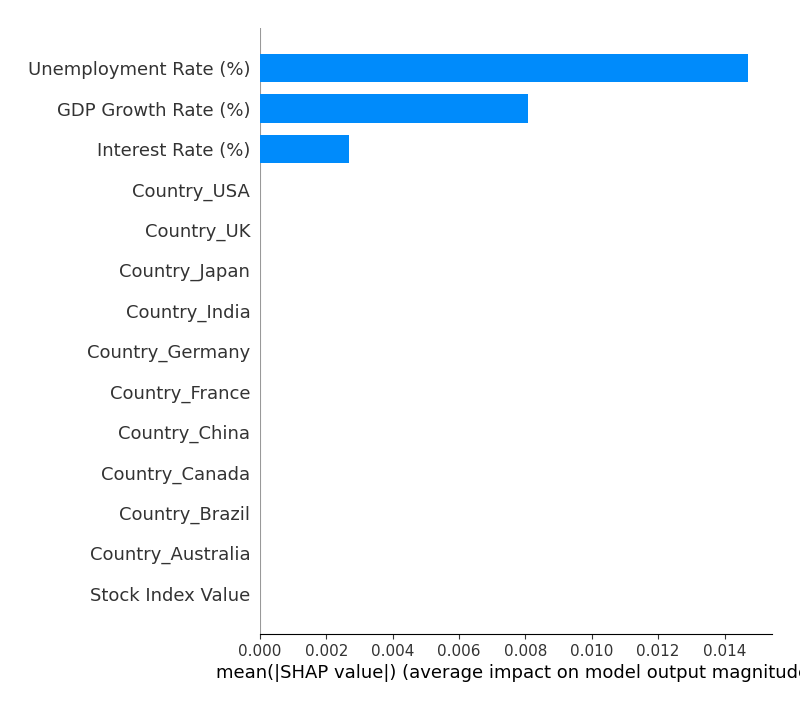 Unemployment Rate (%)
GDP Growth Rate (%)
Interest Rate (%)
Country_USA
Country_UK
Country_Japan
Country_India
Country_Germany
Country_France
Country_China
Country_Canada
Country_Brazil
Country_Australia
Stock Index Value
0.000 0.002 0.004 0.006 0.008 0.010 0.012 0.014
mean(|SHAP value|) (average impact on model output magnitude